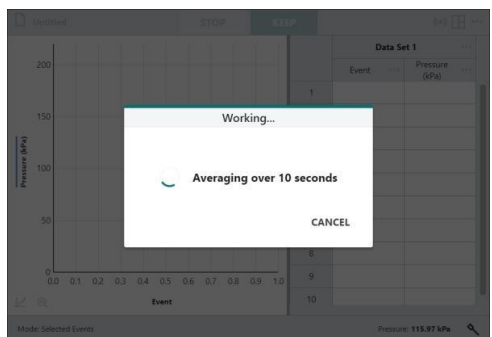 Untitled STOP KEEP
Data Set 1
Event Pressure
(kPa)
200
150
100
50
0
Pressure (kPa)
0.0 0.1 0.2 0.3 0.4 0.5 0.6 0.7 0.8 0.9 1.0
Event
1
8
9
10
Working...
Averaging over 10 seconds
CANCEL
Mode: Selected Events Pressure: 115.97 kPa